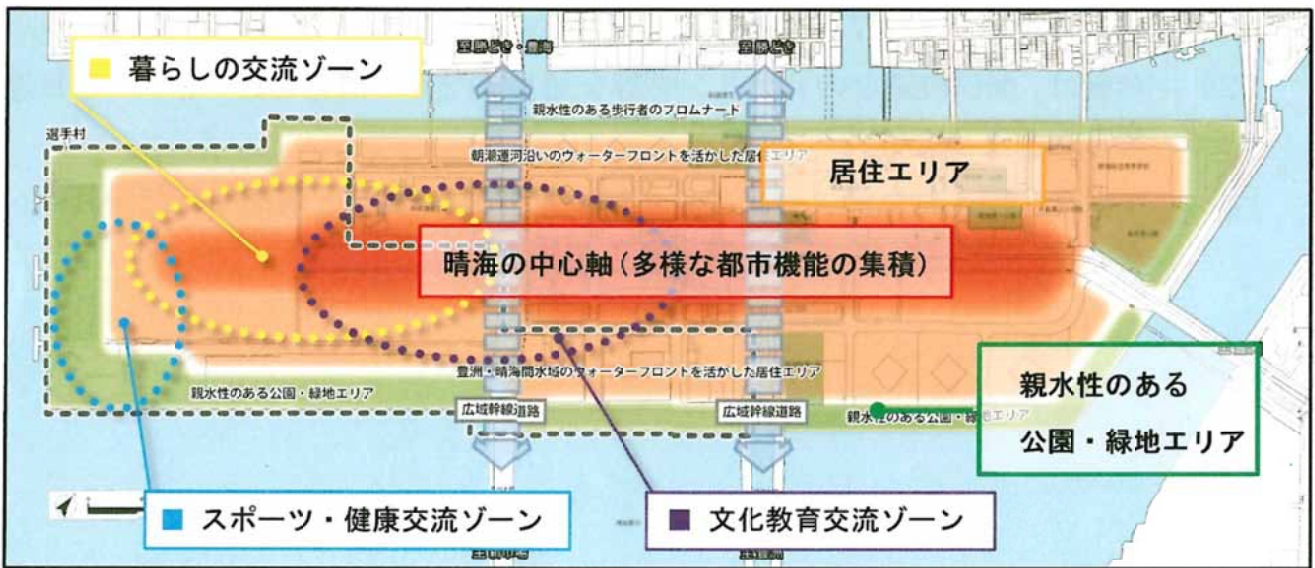 至勝どき・豊海
至勝どき
暮らしの交流ゾーン
親水性のある歩行者のプロムナード
選手村
朝潮運河沿いのウォーターフロントを活かした居住エリア
居住エリア
晴海の中心軸(多様な都市機能の集積)
豊洲・晴海間水域のウォーターフロントを活かした居住エリア
親水性のある公園・緑地エリア
広域幹線道路
広域幹線道路
親水性のある公園・緑地エリア
親水性のある
公園・緑地エリア
スポーツ・健康交流ゾーン
文化教育交流ゾーン